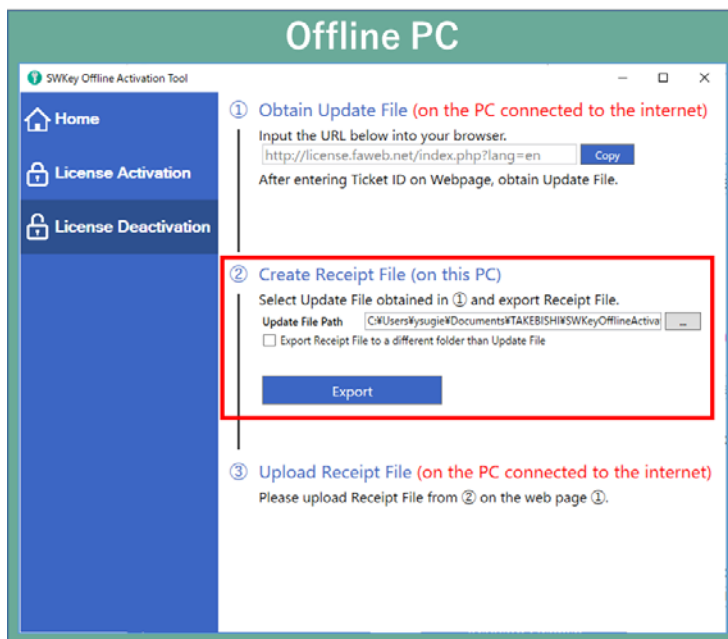 Offline PC
SWKey Offline Activation Tool
Home
License Activation
License Deactivation
① Obtain Update File (on the PC connected to the internet)
Input the URL below into your browser.
http://license.faweb.net/index.php?lang=en Copy
After entering Ticket ID on Webpage, obtain Update File.
② Create Receipt File (on this PC)
Select Update File obtained in ① and export Receipt File.
Update File Path C:¥Users¥ysugie¥Documents¥TAKEBISHI¥SWKeyOfflineActiva ...
Export Receipt File to a different folder than Update File
Export
③ Upload Receipt File (on the PC connected to the internet)
Please upload Receipt File from ② on the web page ①.